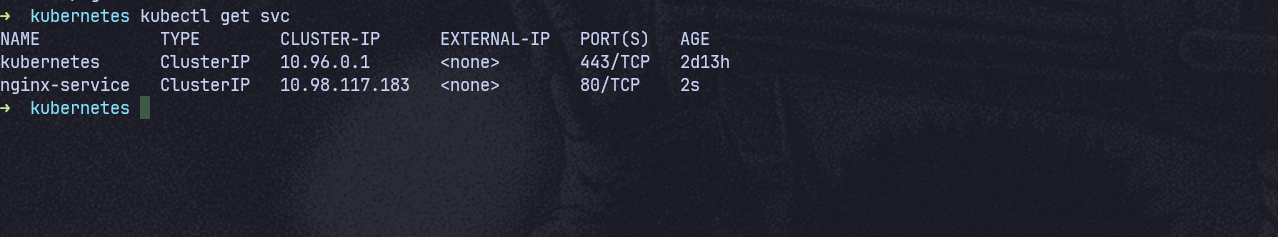 → kubernetes kubectl get svc
NAME TYPE CLUSTER-IP EXTERNAL-IP PORT(S) AGE
kubernetes ClusterIP 10.96.0.1 <none> 443/TCP 2d13h
nginx-service ClusterIP 10.98.117.183 <none> 80/TCP 2s
→ kubernetes